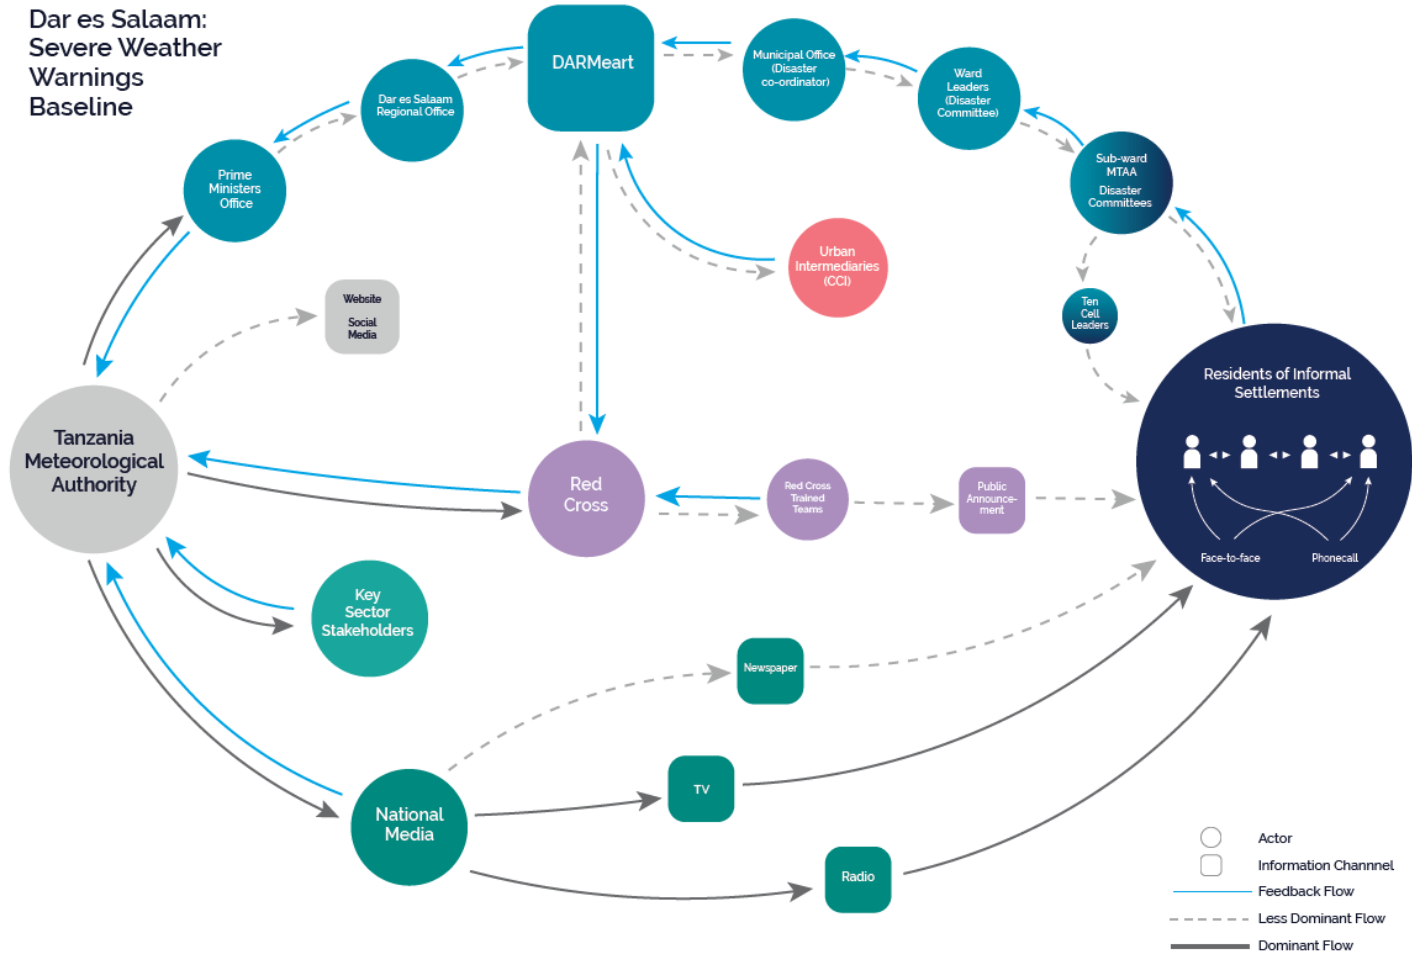 Dar es Salaam:
Severe Weather
Warnings
Baseline
DARMeart
Municipal Office
(Disaster
co-ordinator)
Ward
Leaders
(Disaster
Committee)
Dar es Salaam
Regional Office
Prime
Ministers
Office
Sub-ward
MTAA
Disaster
Committees
Urban
Intermediaries
(CCI)
Website
Social
Media
Ten
Cell
Leaders
Residents of Informal
Settlements
Face-to-face
Phonecall
Tanzania
Meteorological
Authority
Red
Cross
Red Cross
Trained
Teams
Public
Announce-
ment
Key
Sector
Stakeholders
Newspaper
TV
National
Media
Radio
Actor
Information Channnel
Feedback Flow
Less Dominant Flow
Dominant Flow